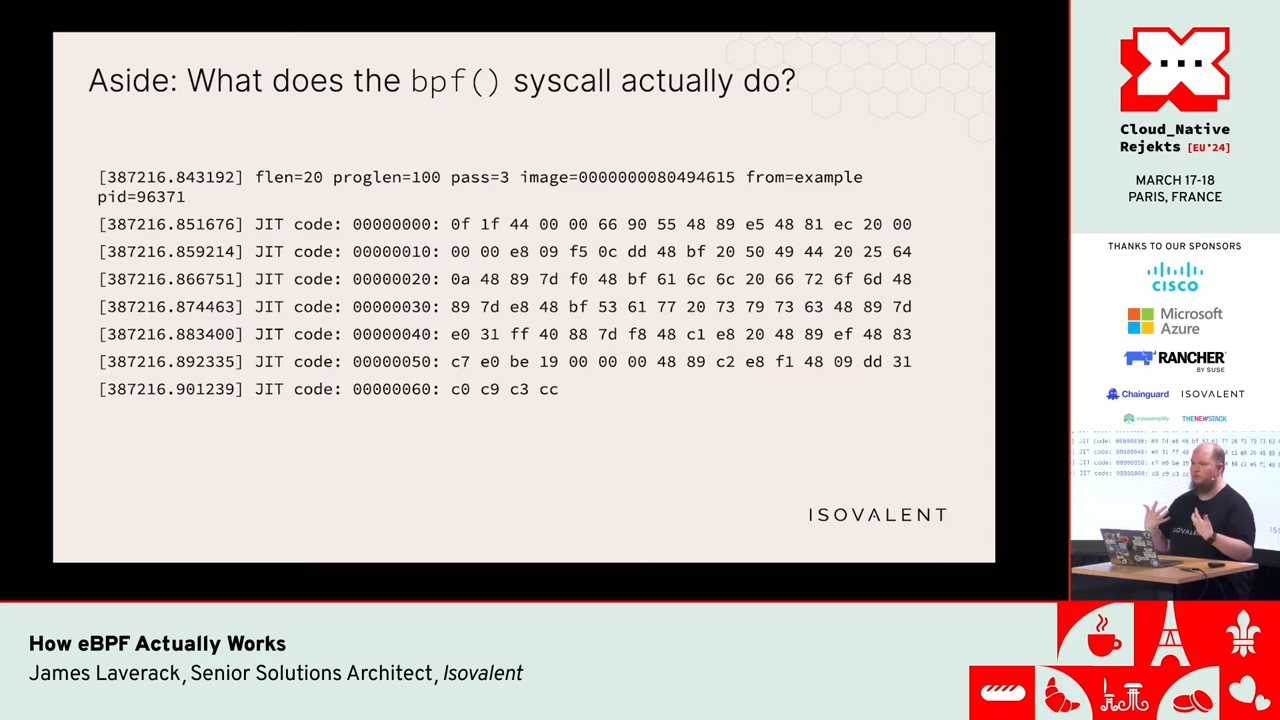 Aside: What does the bpf() syscall actually do?
[387216.843192] flen=20 proglen=100 pass=3 image=0000000080494615 from=example
pid=96371
[387216.851676] JIT code: 00000000: 0f 1f 44 00 00 66 90 55 48 89 e5 48 81 ec 20 00
[387216.859214] JIT code: 00000010: 00 00 e8 09 f5 0c dd 48 bf 20 50 49 44 20 25 64
[387216.866751] JIT code: 00000020: 0a 48 89 7d f0 48 bf 61 6c 6c 20 66 72 6f 6d 48
[387216.874463] JIT code: 00000030: 89 7d e8 48 bf 53 61 77 20 73 79 73 63 48 89 7d
[387216.883400] JIT code: 00000040: e0 31 ff 40 88 7d f8 48 c1 e8 20 48 89 ef 48 83
[387216.892335] JIT code: 00000050: c7 e0 be 19 00 00 00 48 89 c2 e8 f1 48 09 dd 31
[387216.901239] JIT code: 00000060: c0 c9 c3 cc
ISOVALENT
Cloud_Native
Rejekts [EU'24]
MARCH 17-18
PARIS, FRANCE
THANKS TO OUR SPONSORS
CISCO
Microsoft
Azure
RANCHER
BY SUSE
Chainguard ISOVALENT
THENEWSTACK
ISOVALENT
How eBPF Actually Works
James Laverack, Senior Solutions Architect, Isovalent